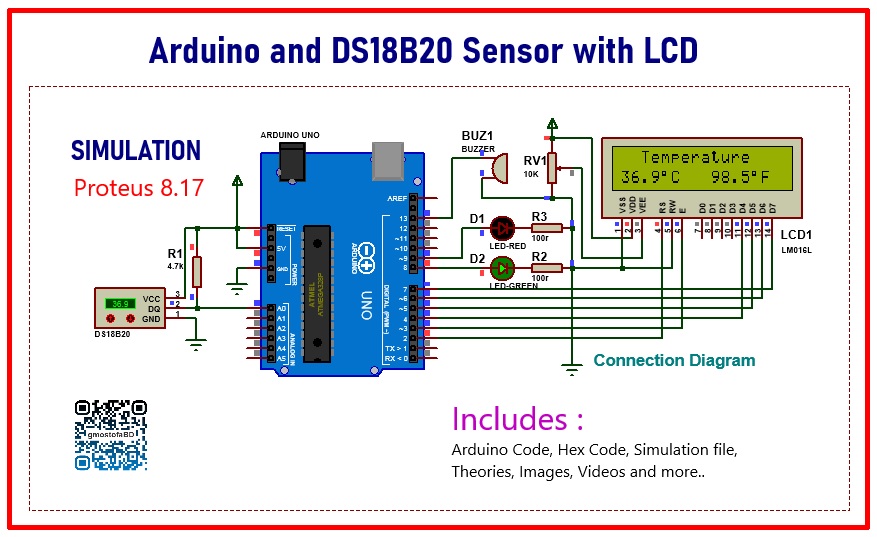 Arduino and DS18B20 Sensor with LCD
SIMULATION
Proteus 8.17
ARDUINO UNO
BUZ1
BUZZER
RV1
10K
Temperature
36.9°C 98.5°F
VSS
VDD
VEE
RS
RW
E
D0
D1
D2
D3
D4
D5
D6
D7
1
2
3
4
5
6
7
8
9
10
11
12
13
14
LCD1
LM016L
AREF
13
12
~11
~10
~9
8
7
~6
~5
4
~3
2
TX > 1
RX < 0
RESET
5V
GND
POWER
A0
A1
A2
A3
A4
A5
ANALOG IN
ATMEL
ATMEGA328P
ARDUINO
UNO
DIGITAL (PWM ~)
D1
LED-RED
R3
100r
D2
LED-GREEN
R2
100r
R1
4.7k
36.9
VCC
DQ
GND
3
2
1
DS18B20
Connection Diagram
gmostofaBD
Includes :
Arduino Code, Hex Code, Simulation file,
Theories, Images, Videos and more..